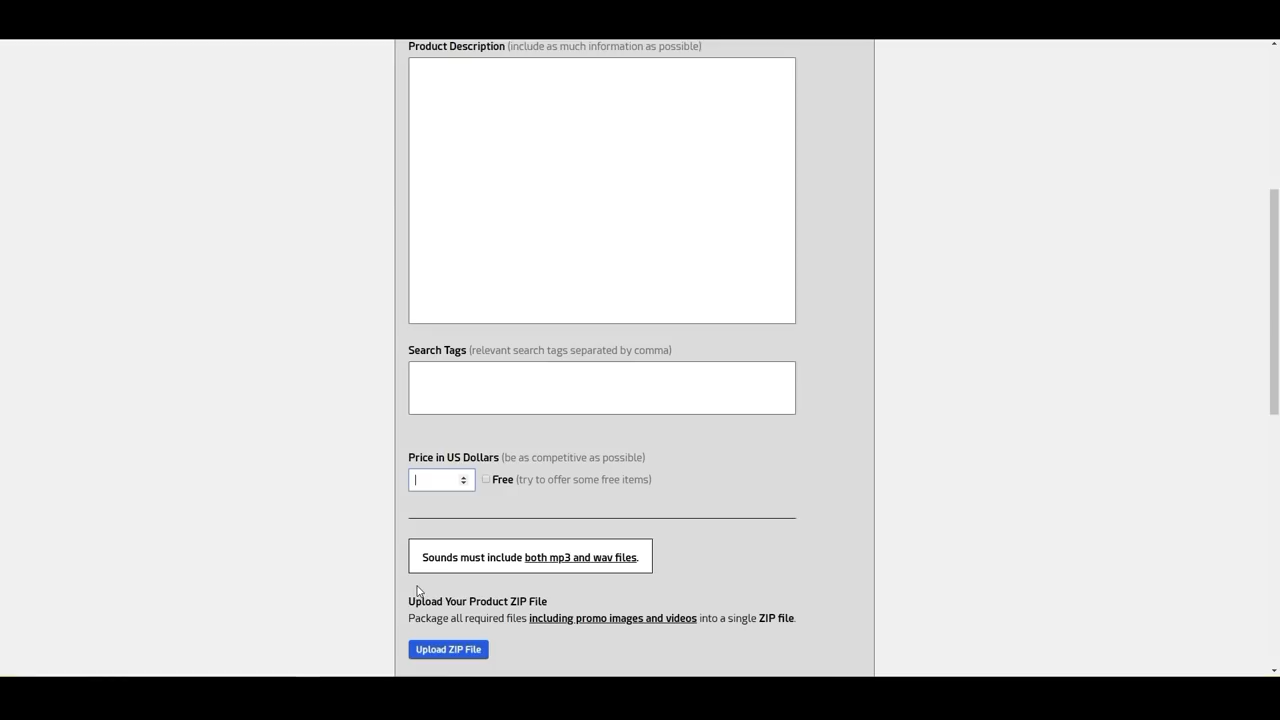 Product Description (include as much information as possible)
Search Tags (relevant search tags separated by comma)
Price in US Dollars (be as competitive as possible)
Free (try to offer some free items)
Sounds must include both mp3 and wav files.
Upload Your Product ZIP File
Package all required files including promo images and videos into a single ZIP file.
Upload ZIP File